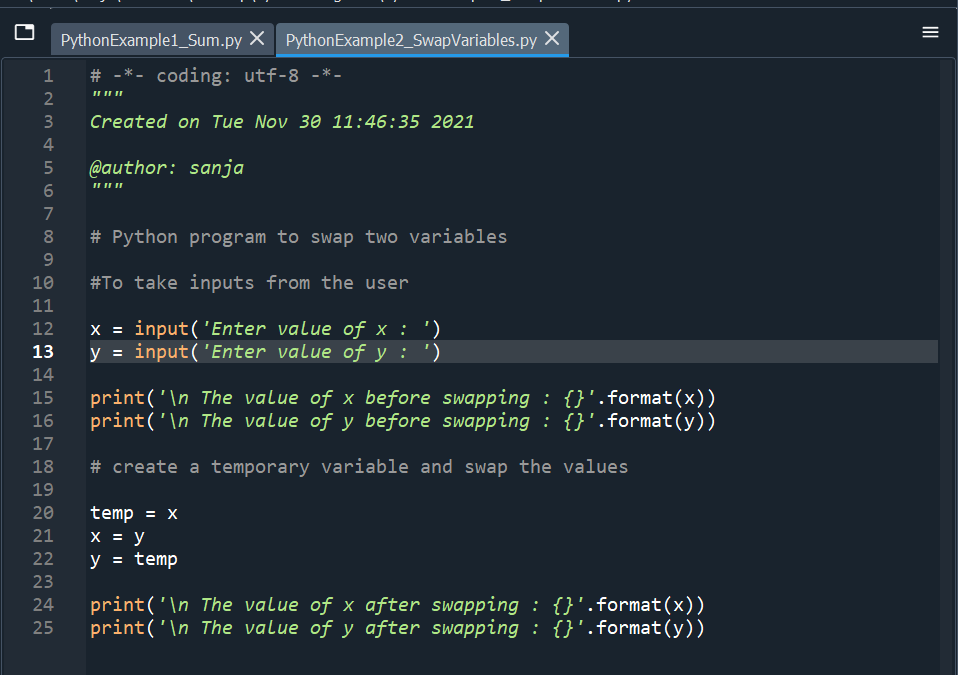 PythonExample1_Sum.py PythonExample2_SwapVariables.py
1 # -*- coding: utf-8 -*-
2 """
3 Created on Tue Nov 30 11:46:35 2021
4
5 @author: sanja
6 """
7
8 # Python program to swap two variables
9
10 #To take inputs from the user
11
12 x = input('Enter value of x : ')
13 y = input('Enter value of y : ')
14
15 print('\n The value of x before swapping : {}'.format(x))
16 print('\n The value of y before swapping : {}'.format(y))
17
18 # create a temporary variable and swap the values
19
20 temp = x
21 x = y
22 y = temp
23
24 print('\n The value of x after swapping : {}'.format(x))
25 print('\n The value of y after swapping : {}'.format(y))